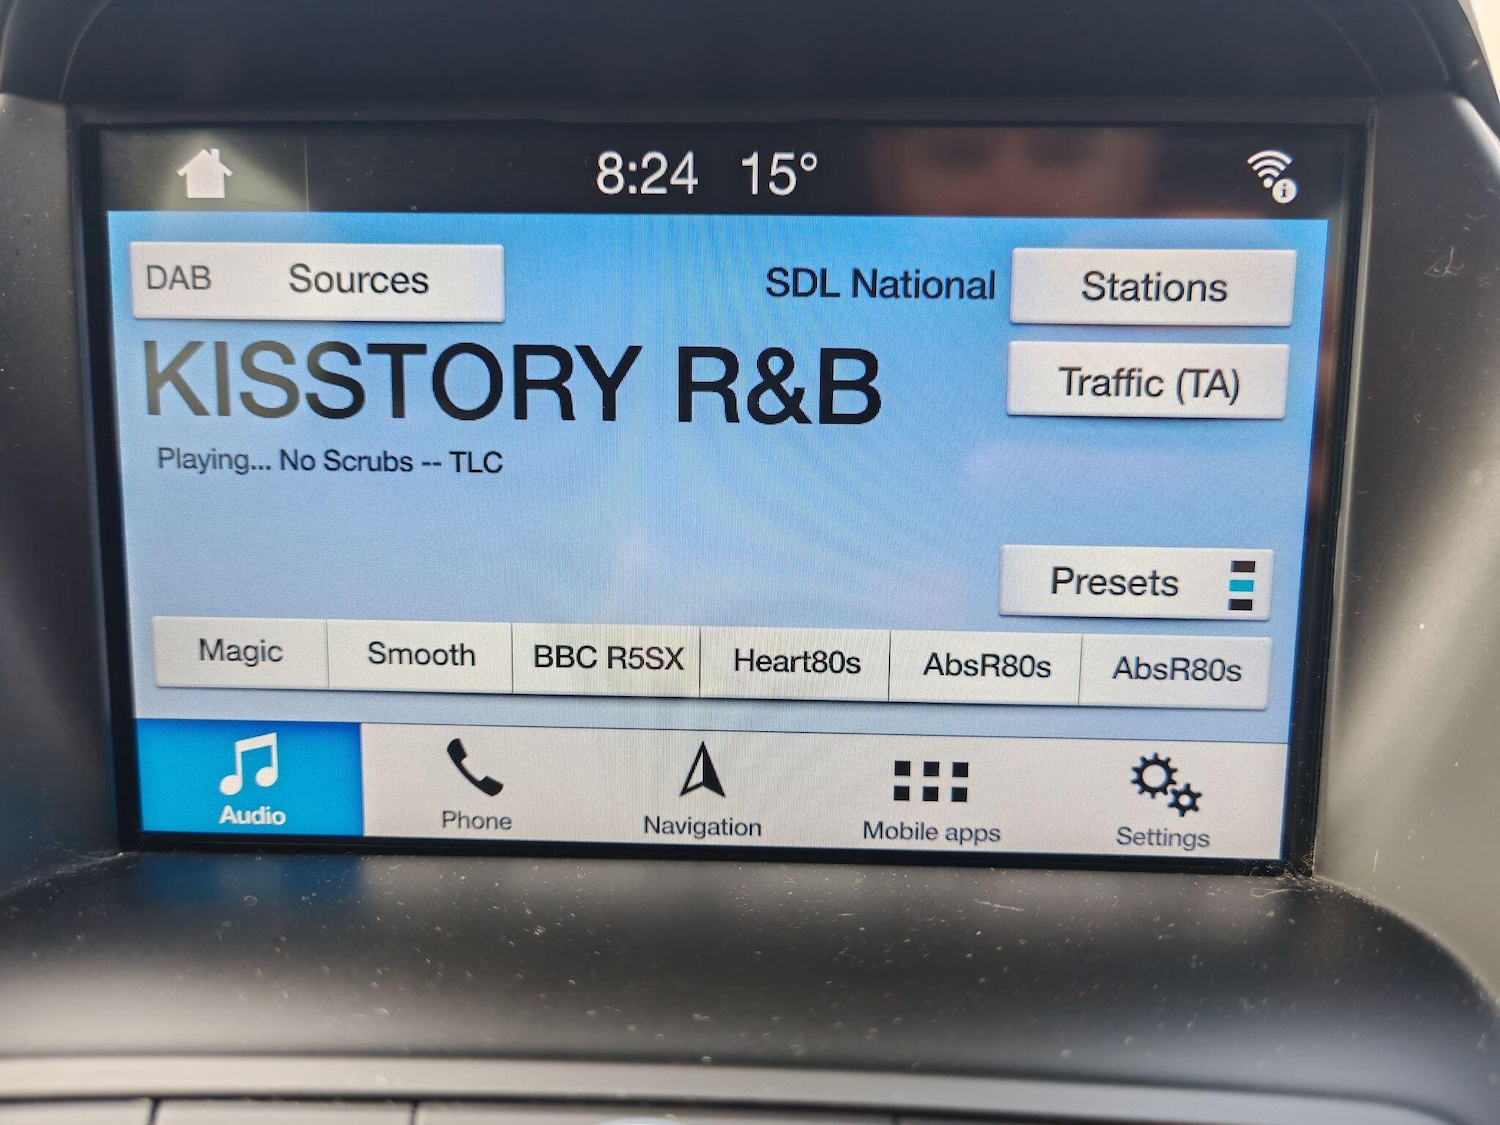 8:24 15°
DAB Sources
SDL National
Stations
KISSTORY R&B
Traffic (TA)
Playing... No Scrubs -- TLC
Presets
Magic
Smooth
BBC R5SX
Heart80s
AbsR80s
AbsR80s
Audio
Phone
Navigation
Mobile apps
Settings